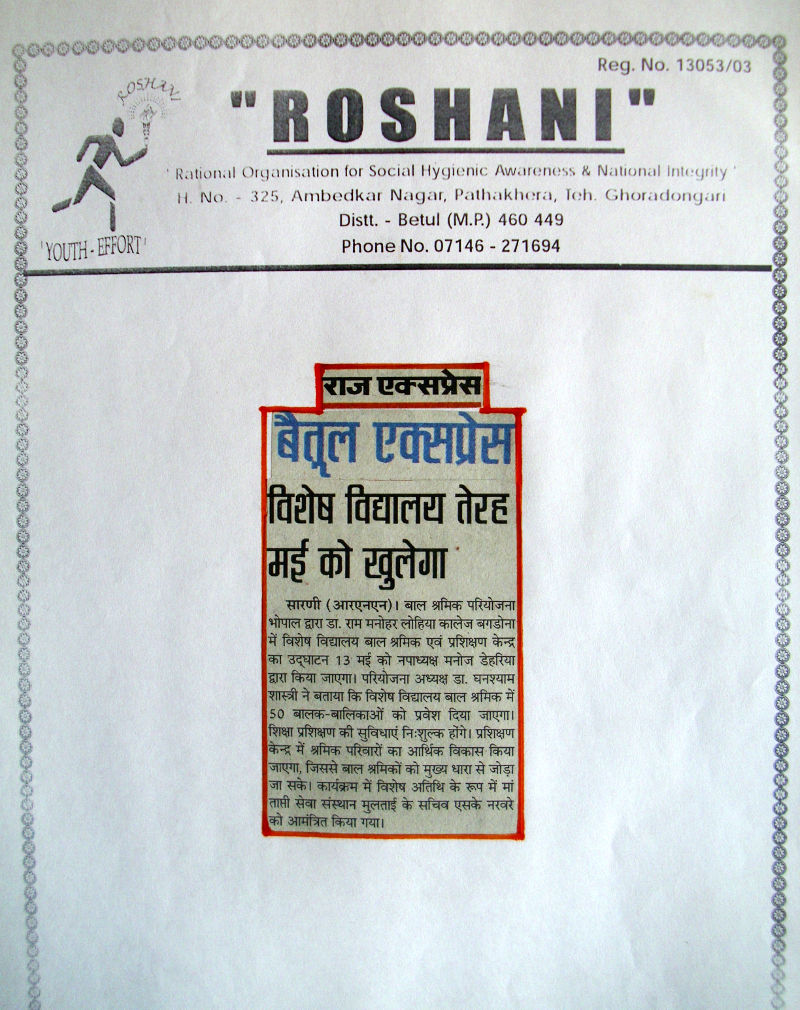 Reg. No. 13053/03
ROSHANI
"ROSHANI"
' Rational Organisation for Social Hygienic Awareness & National Integrity '
H. No. - 325, Ambedkar Nagar, Pathakhera, Teh. Ghoradongari
Distt. - Betul (M.P.) 460 449
'YOUTH - EFFORT'
Phone No. 07146 - 271694
राज एक्सप्रेस
बैतूल एक्सप्रेस
विशेष विद्यालय तेरह
मई को खुलेगा
सारणी (आरएनएन)। बाल श्रमिक परियोजना
भोपाल द्वारा डा. राम मनोहर लोहिया कालेज बगडोना
में विशेष विद्यालय बाल श्रमिक एवं प्रशिक्षण केन्द्र
का उद्घाटन 13 मई को नपाध्यक्ष मनोज डेहरिया
द्वारा किया जाएगा। परियोजना अध्यक्ष डा. घनश्याम
शास्त्री ने बताया कि विशेष विद्यालय बाल श्रमिक में
50 बालक-बालिकाओं को प्रवेश दिया जाएगा।
शिक्षा प्रशिक्षण की सुविधाएं निःशुल्क होंगे। प्रशिक्षण
केन्द्र में श्रमिक परिवारों का आर्थिक विकास किया
जाएगा, जिससे बाल श्रमिकों को मुख्य धारा से जोड़ा
जा सके। कार्यक्रम में विशेष अतिथि के रूप में मां
ताप्ती सेवा संस्थान मुलताई के सचिव एसके नरवरे
को आमंत्रित किया गया।